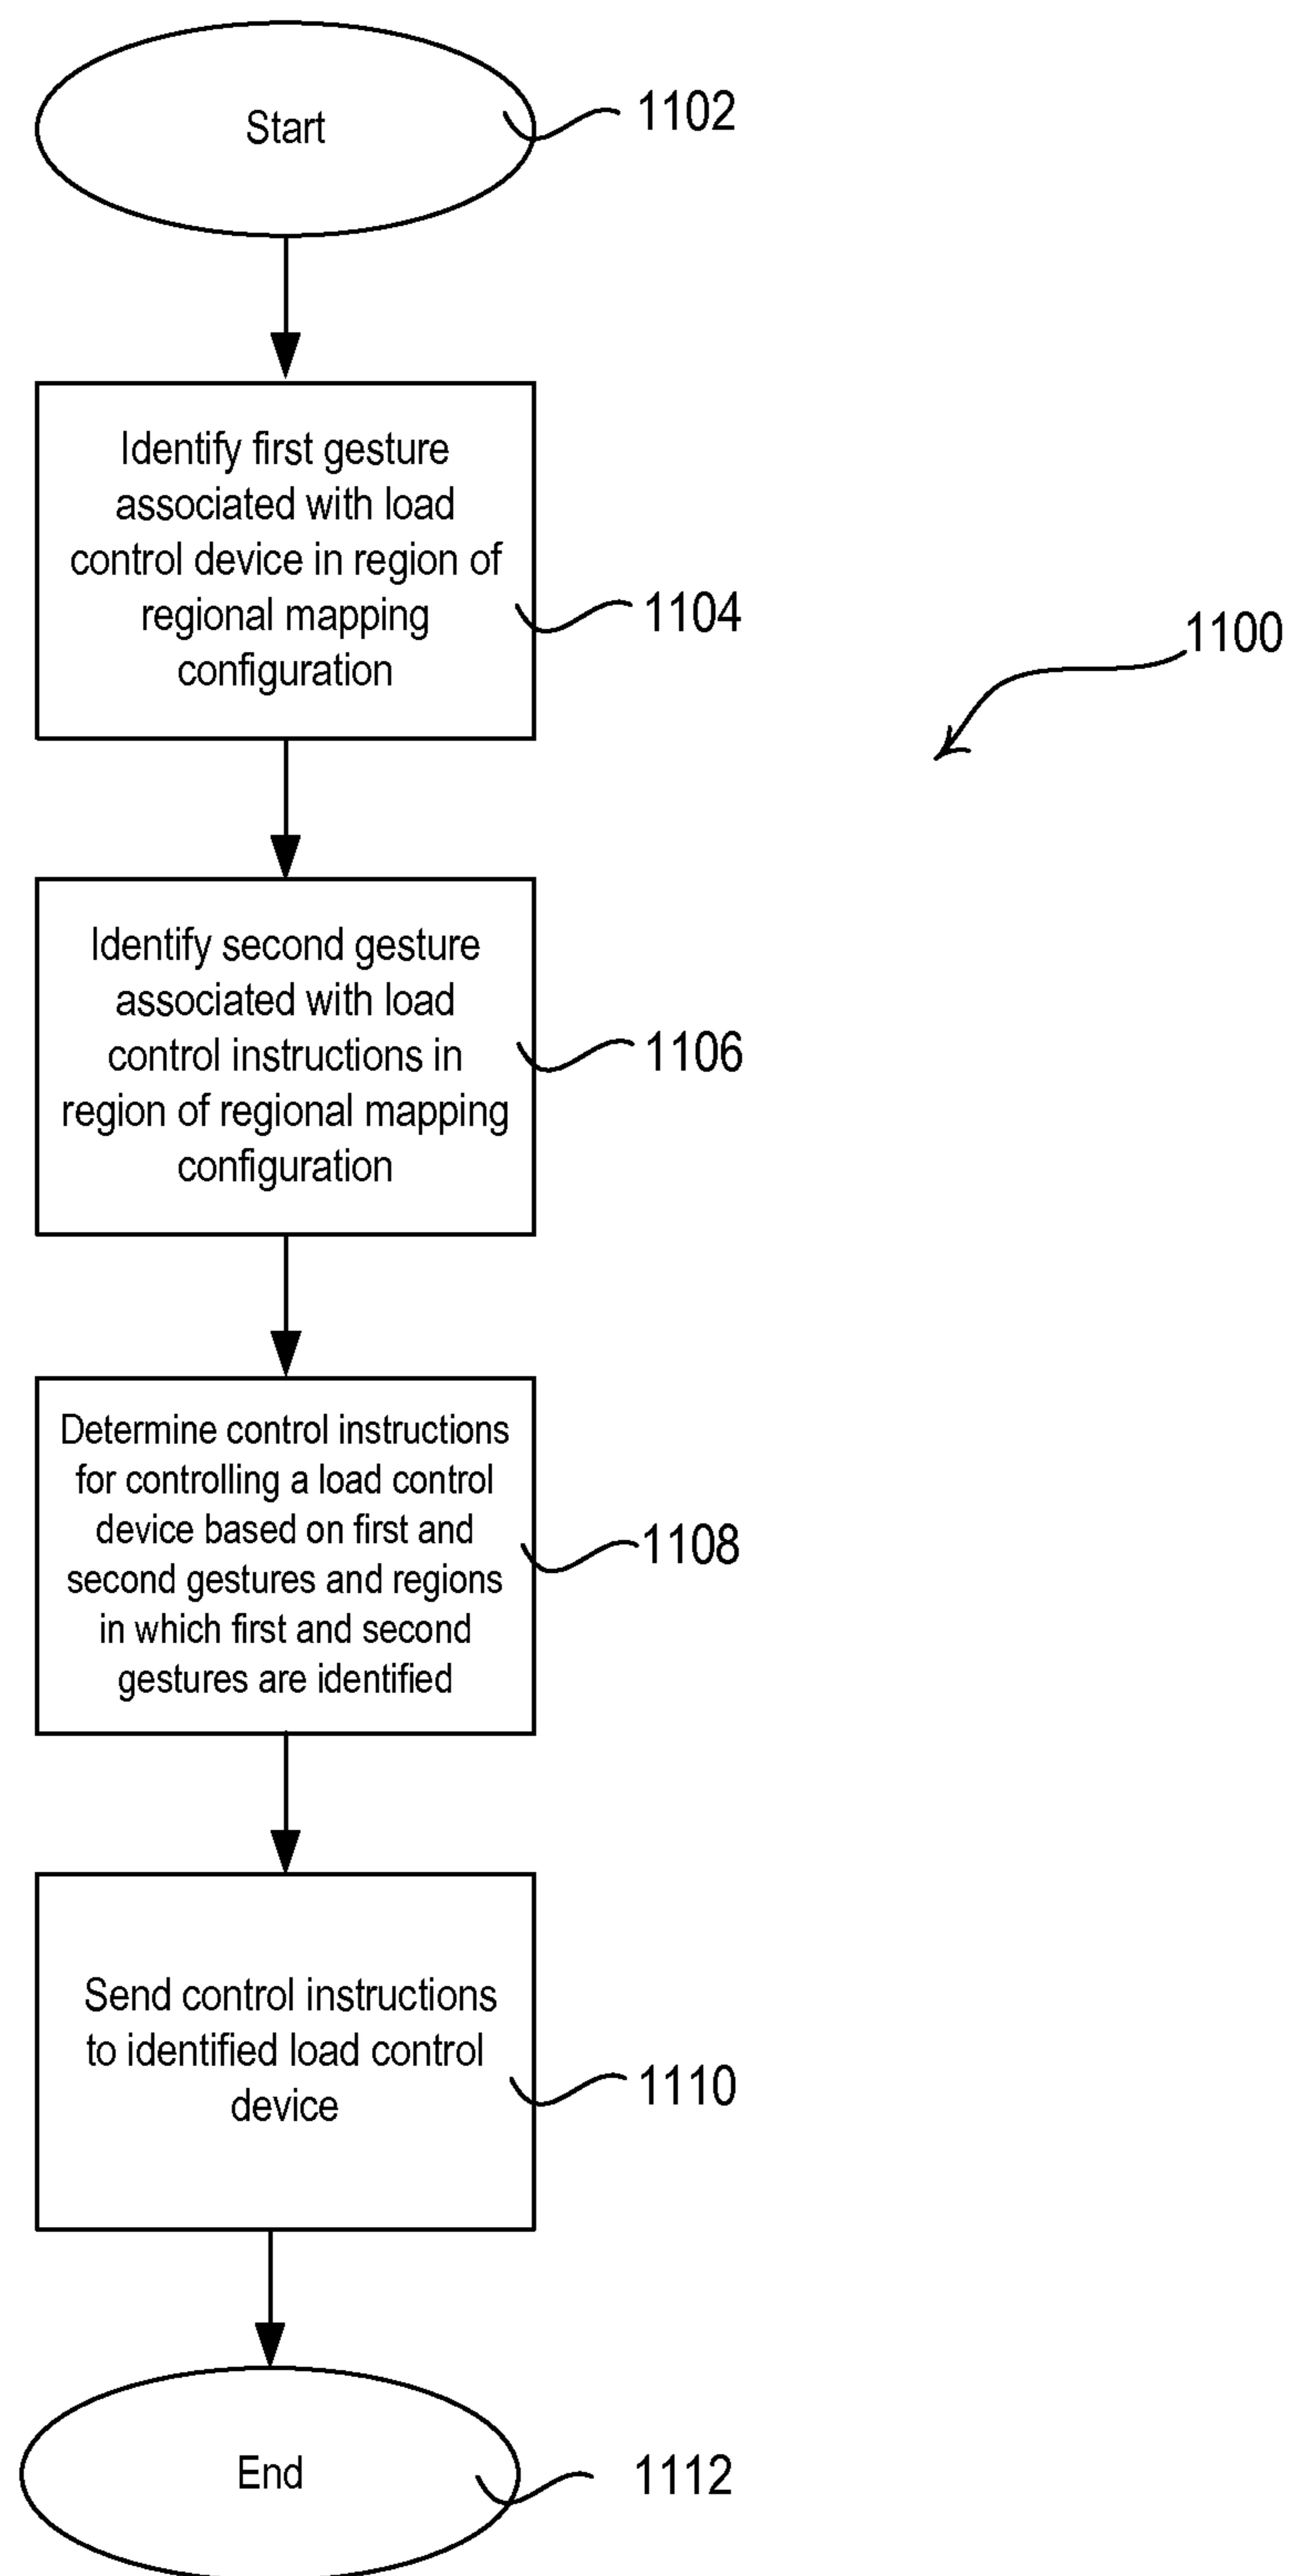 Start
1102
Identify first gesture
associated with load
control device in region of
regional mapping
configuration
1104
1100
Identify second gesture
associated with load
control instructions in
region of regional mapping
configuration
1106
Determine control instructions
for controlling a load control
device based on first and
second gestures and regions
in which first and second
gestures are identified
1108
Send control instructions
to identified load control
device
1110
End
1112